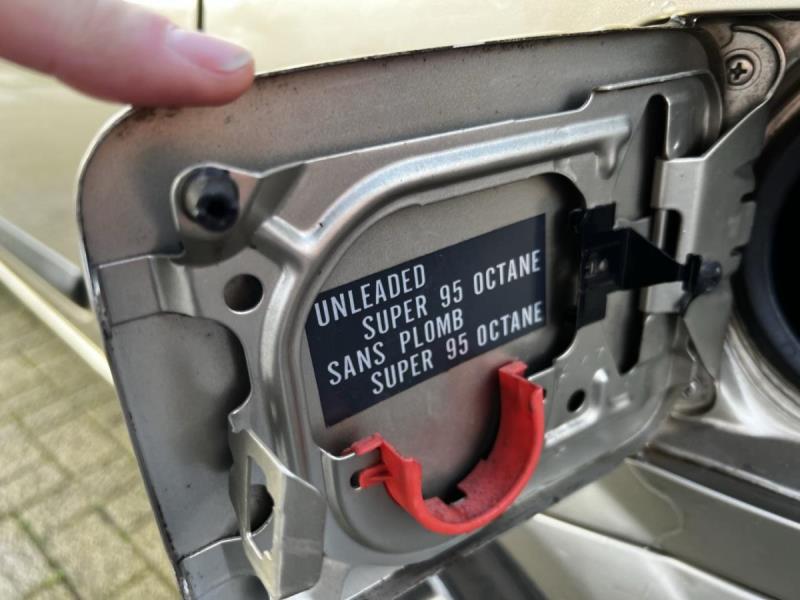 UNLEADED
SUPER 95 OCTANE
SANS PLOMB
SUPER 95 OCTANE